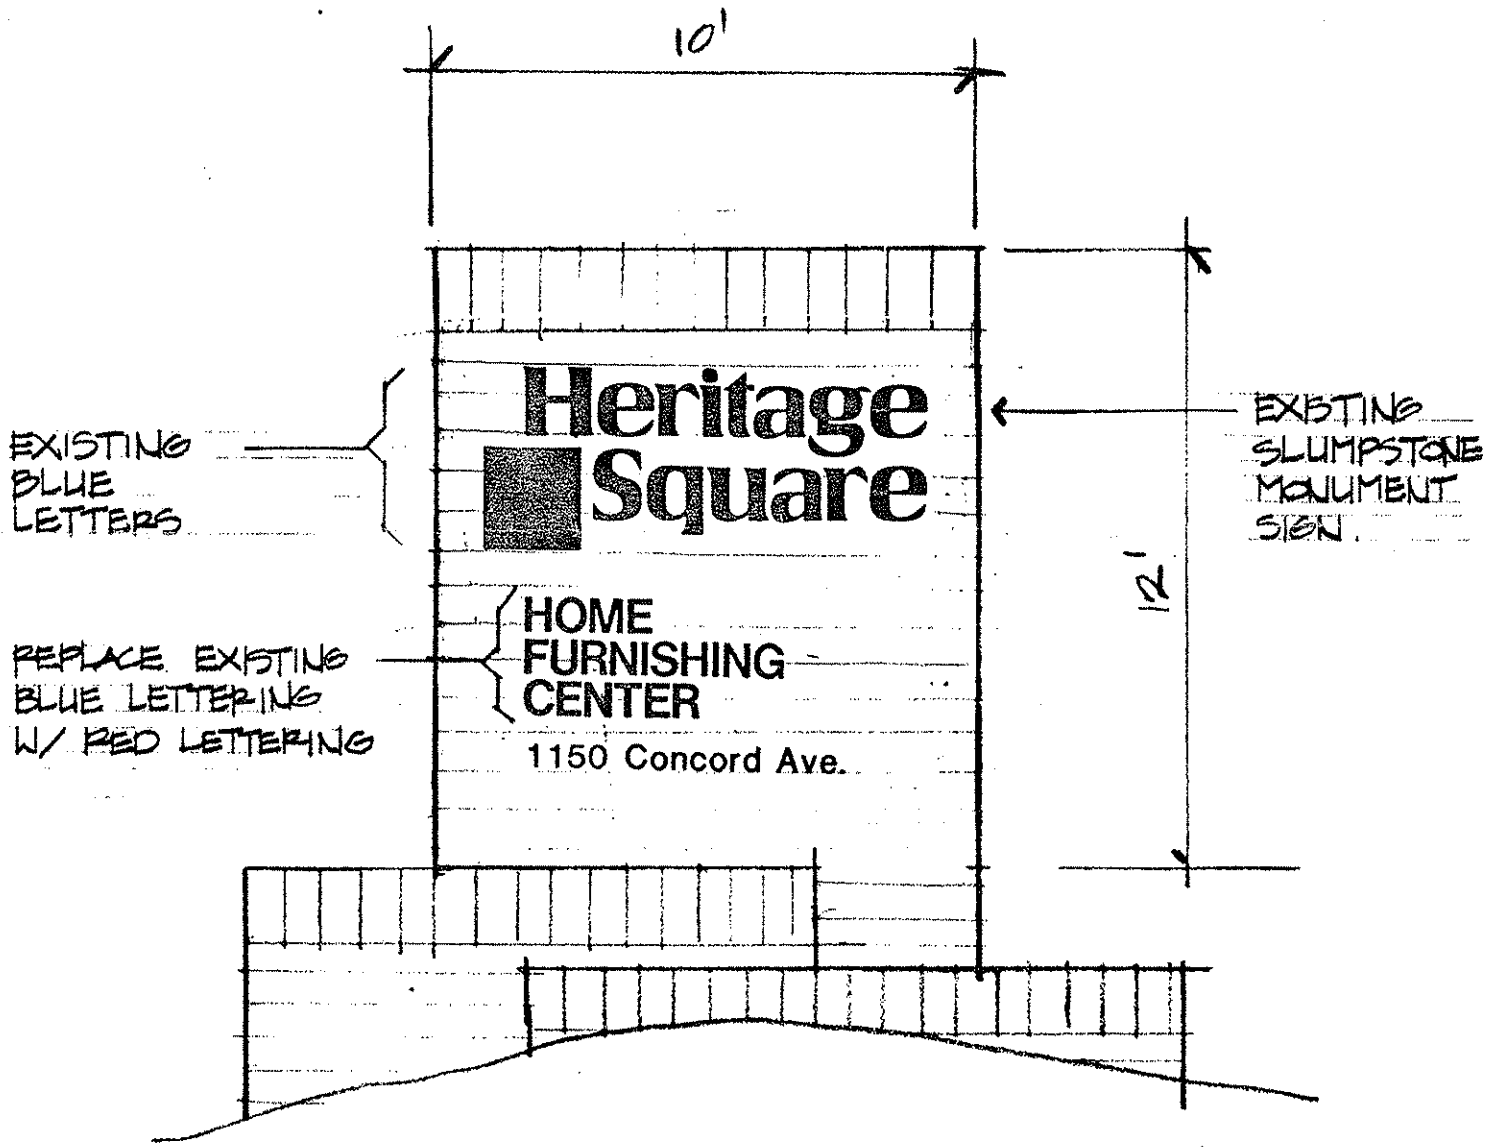 10'
Heritage
Square
EXISTING
BLUE
LETTERS
EXISTING
SLUMPSTONE
MONUMENT
SIGN.
12'
HOME
FURNISHING
CENTER
1150 Concord Ave.
REPLACE EXISTING
BLUE LETTERING
W/ RED LETTERING